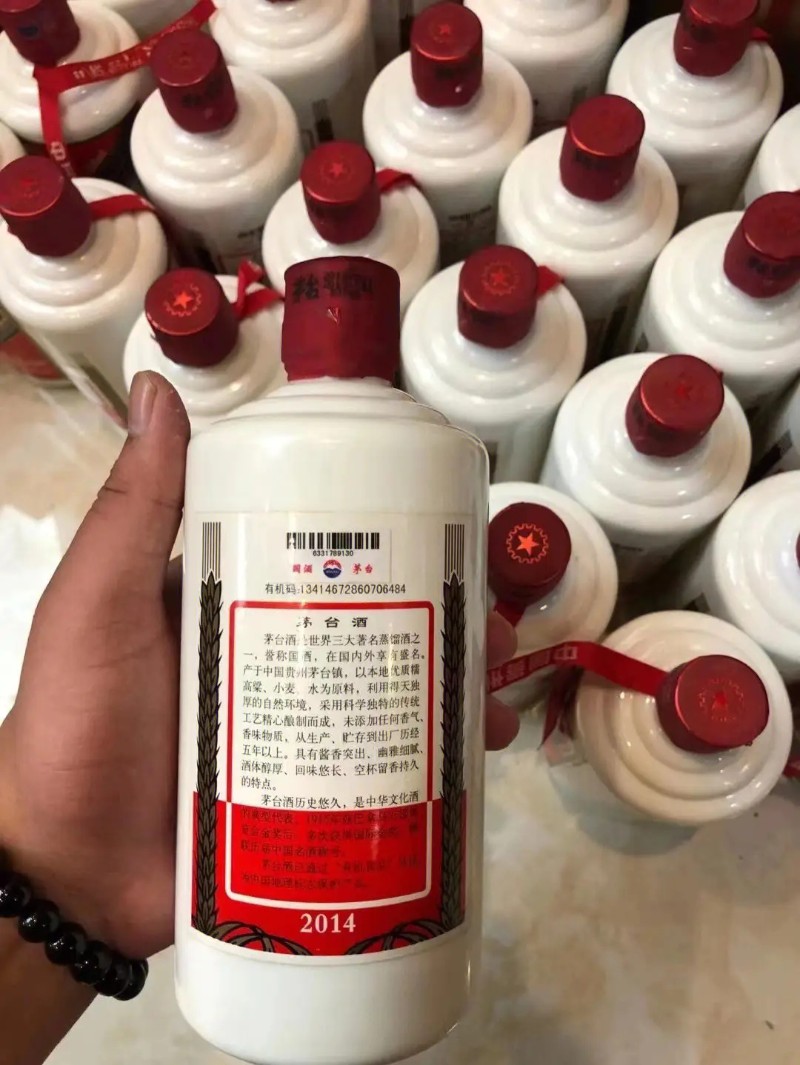 茅台
6331789130
國酒 茅台
有机码:13414672860706484
茅台酒
茅台酒是世界三大著名蒸馏酒之
一，誉称国酒，在国内外享有盛名。
产于中国贵州茅台镇，以本地优质糯
高粱、小麦、水为原料，利用得天独
厚的自然环境，采用科学独特的传统
工艺精心酿制而成，未添加任何香气、
香味物质，从生产、贮存到出厂历经
五年以上。具有酱香突出、幽雅细腻、
酒体醇厚、回味悠长、空杯留香持久
的特点。
茅台酒历史悠久，是中华文化酒
的典型代表。
2014